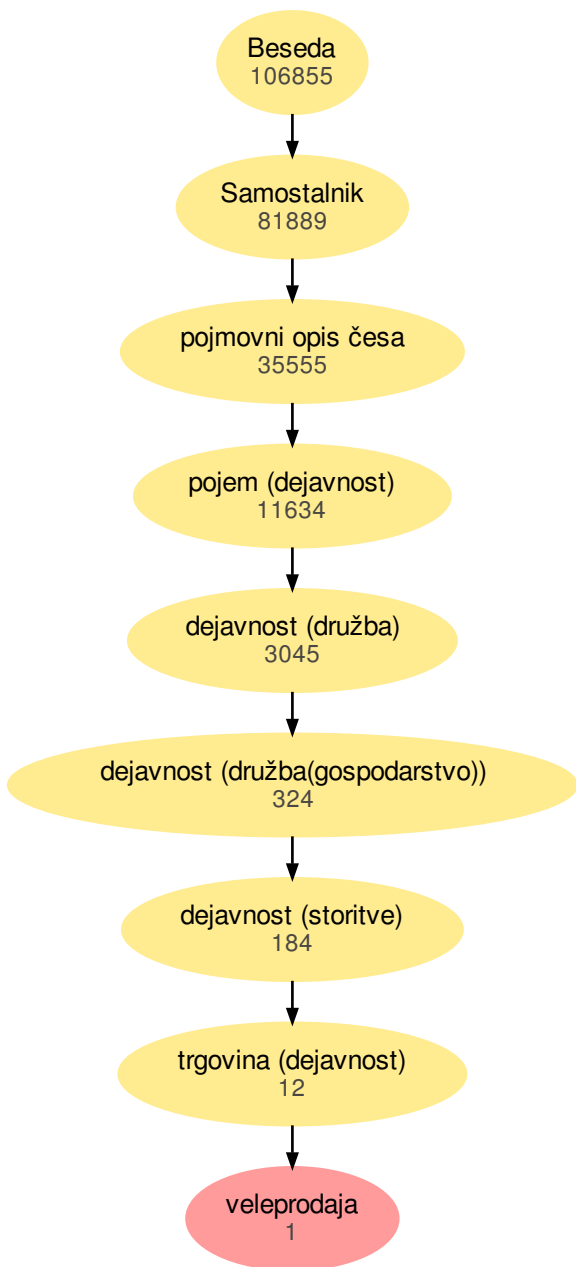 Beseda
106855
Samostalnik
81889
pojmovni opis česa
35555
pojem (dejavnost)
11634
dejavnost (družba)
3045
dejavnost (družba(gospodarstvo))
324
dejavnost (storitve)
184
trgovina (dejavnost)
12
veleprodaja
1